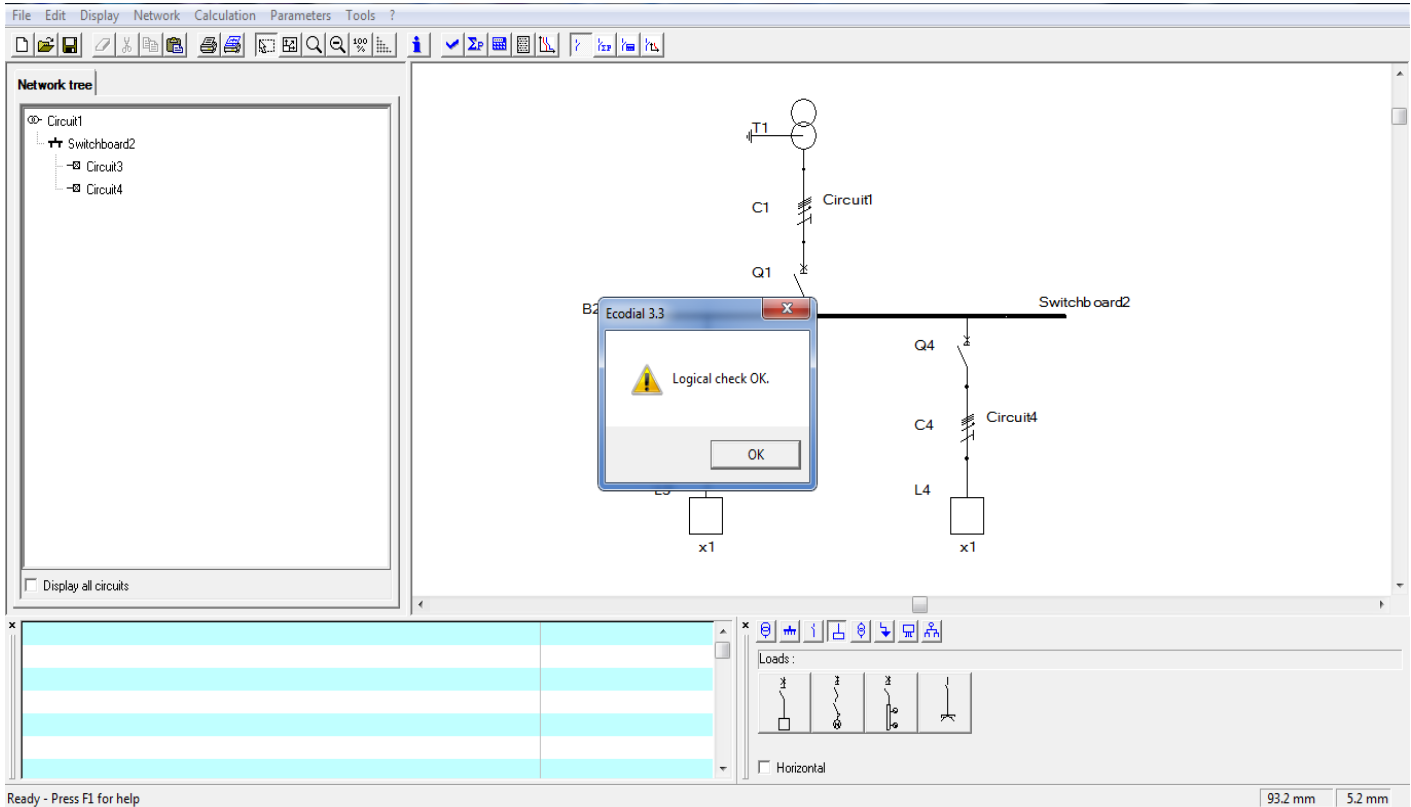 File Edit Display Network Calculation Parameters Tools ?
100 %
Network tree
Circuit1
Switchboard2
Circuit3
Circuit4
Display all circuits
T1
C1 Circuit1
Q1
B2 Switchboard2
Ecodial 3.3
Logical check OK.
OK
Q4
C4 Circuit4
L3 L4
x1 x1
Loads :
Horizontal
Ready - Press F1 for help 93.2 mm 5.2 mm